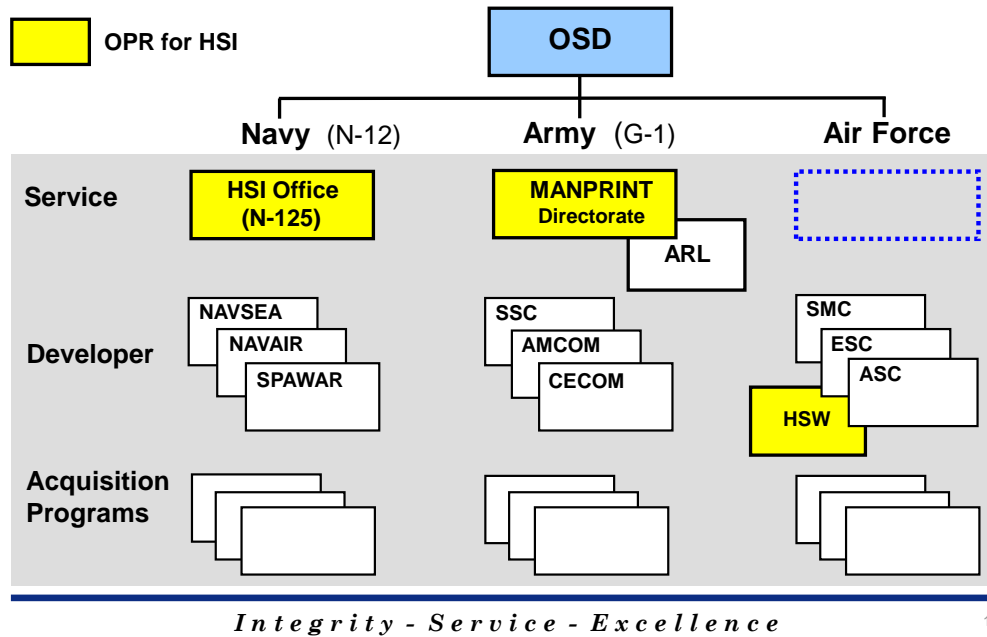 OPR for HSI
OSD
Navy (N-12)
Army (G-1)
Air Force
Service
HSI Office
(N-125)
MANPRINT
Directorate
ARL
Developer
NAVSEA
NAVAIR
SPAWAR
SSC
AMCOM
CECOM
SMC
ESC
ASC
HSW
Acquisition
Programs
Integrity - Service - Excellence